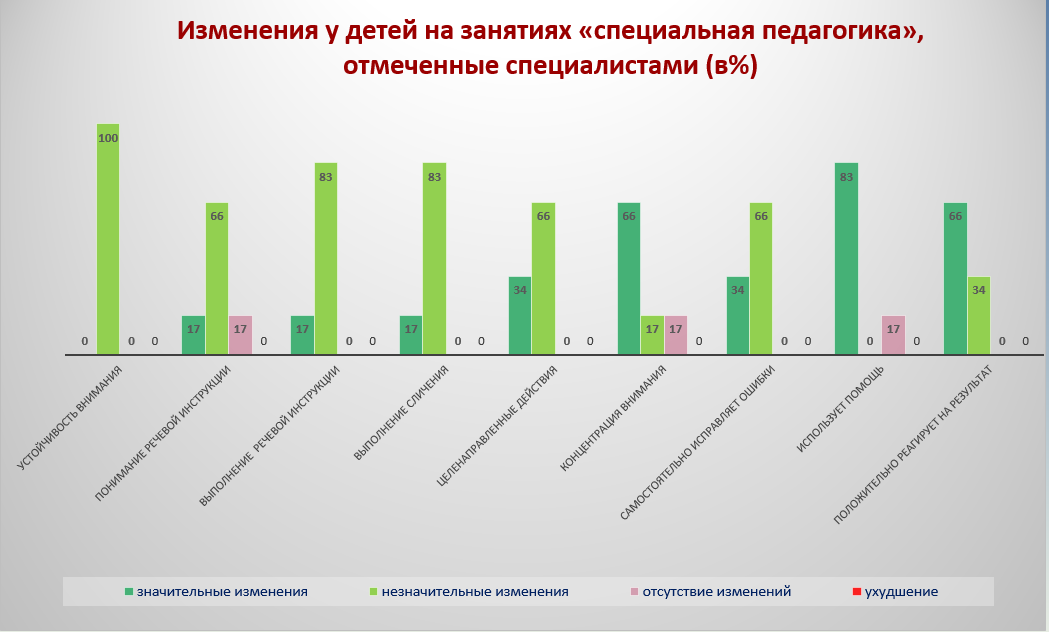 Изменения у детей на занятиях «специальная педагогика»,
отмеченные специалистами (в%)
0 100 0 0
17 66 17 0
17 83 0 0
17 83 0 0
34 66 0 0
66 17 17 0
34 66 0 0
83 0 17 0
66 34 0 0
УСТОЙЧИВОСТЬ ВНИМАНИЯ
ПОНИМАНИЕ РЕЧЕВОЙ ИНСТРУКЦИИ
ВЫПОЛНЕНИЕ РЕЧЕВОЙ ИНСТРУКЦИИ
ВЫПОЛНЕНИЕ СЛИЧЕНИЯ
ЦЕЛЕНАПРАВЛЕННЫЕ ДЕЙСТВИЯ
КОНЦЕНТРАЦИЯ ВНИМАНИЯ
САМОСТОЯТЕЛЬНО ИСПРАВЛЯЕТ ОШИБКИ
ИСПОЛЬЗУЕТ ПОМОЩЬ
ПОЛОЖИТЕЛЬНО РЕАГИРУЕТ НА РЕЗУЛЬТАТ
значительные изменения незначительные изменения отсутствие изменений ухудшение